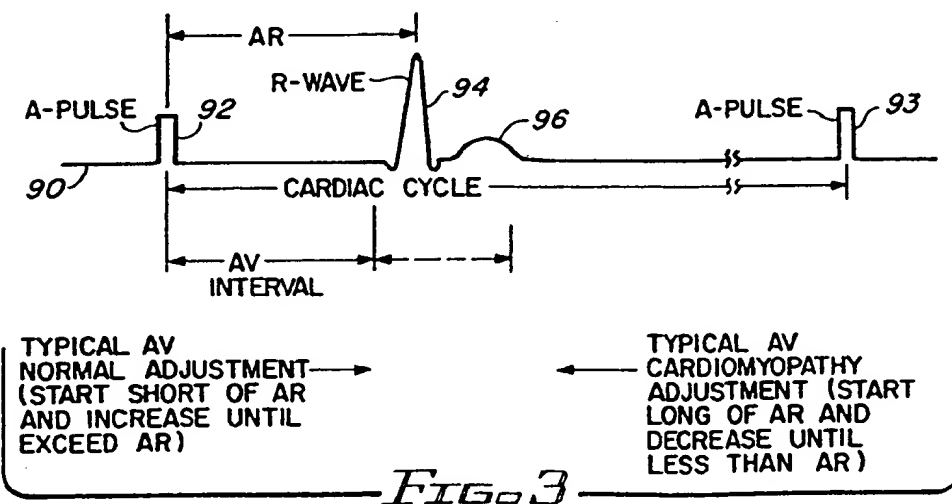 AR
R-WAVE
94
A-PULSE
92
96
A-PULSE
93
90
CARDIAC CYCLE
AV
INTERVAL
TYPICAL AV
NORMAL ADJUSTMENT
(START SHORT OF AR
AND INCREASE UNTIL
EXCEED AR)
TYPICAL AV
CARDIOMYOPATHY
ADJUSTMENT (START
LONG OF AR AND
DECREASE UNTIL
LESS THAN AR)
FIG. 3